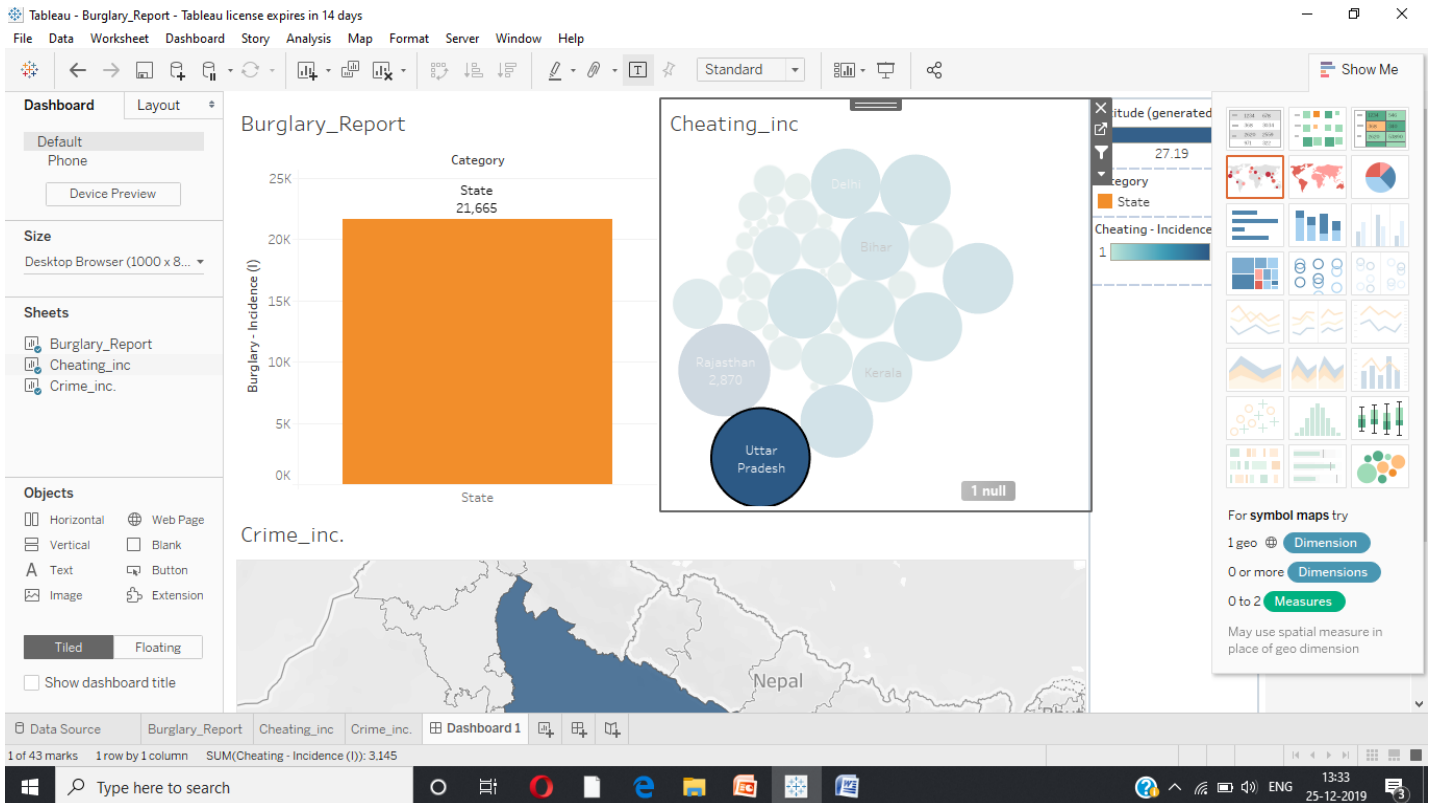 Tableau - Burglary_Report - Tableau license expires in 14 days
File Data Worksheet Dashboard Story Analysis Map Format Server Window Help
Standard
Show Me
Dashboard Layout
Default
Phone
Device Preview
Size
Desktop Browser (1000 x 8...
Sheets
Burglary_Report
Cheating_inc
Crime_inc.
Objects
Horizontal Web Page
Vertical Blank
A Text Button
Image Extension
Tiled Floating
Show dashboard title
Burglary_Report
Category
State
21,665
25K
20K
15K
10K
5K
0K
Burglary - Incidence (I)
State
Cheating_inc
Delhi
Bihar
Rajasthan
2,870
Kerala
Uttar
Pradesh
1 null
itude (generated
27.19
tegory
State
Cheating - Incidence
1
Crime_inc.
Nepal
For symbol maps try
1 geo Dimension
0 or more Dimensions
0 to 2 Measures
May use spatial measure in
place of geo dimension
Data Source Burglary_Report Cheating_inc Crime_inc. Dashboard 1
1 of 43 marks 1 row by 1 column SUM(Cheating - Incidence (I)): 3,145
Type here to search
ENG
13:33
25-12-2019
3